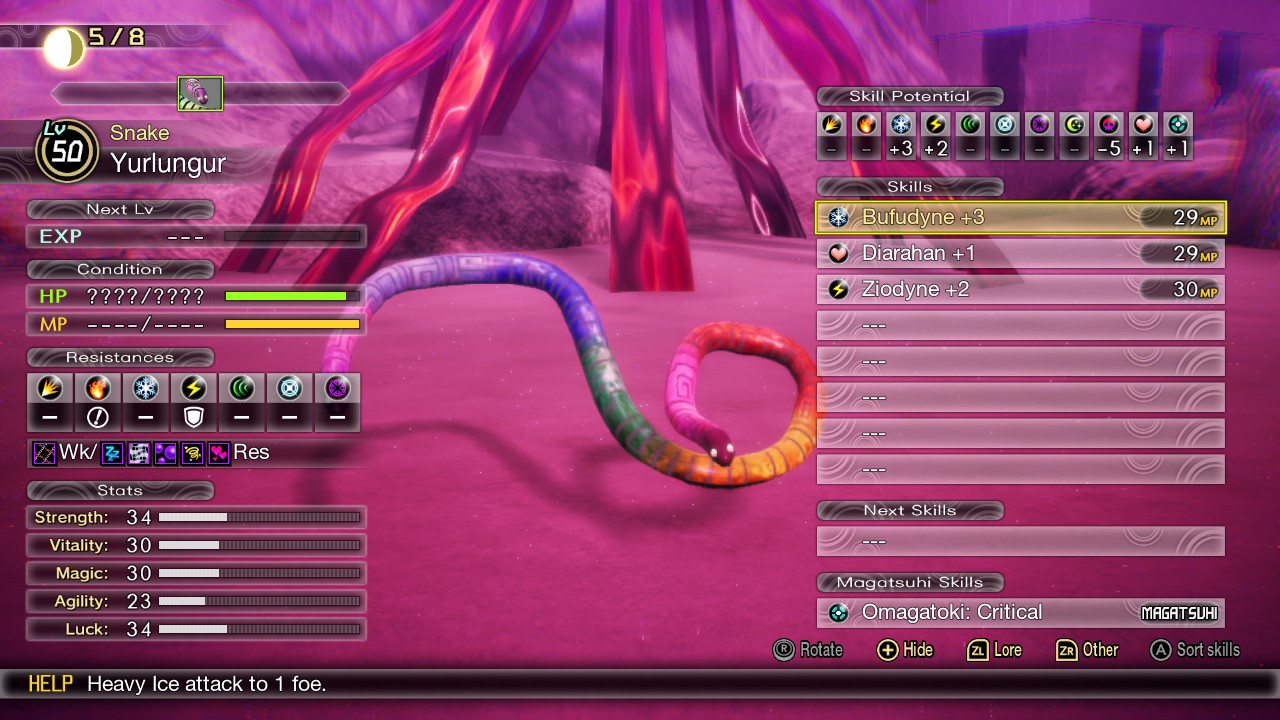 5/8
Lv 50
Snake
Yurlungur
Next Lv
EXP ---
Condition
HP ????/????
MP ----/----
Resistances
– ! – – – –
Wk/ Res
Stats
Strength: 34
Vitality: 30
Magic: 30
Agility: 23
Luck: 34
Skill Potential
– – +3 +2 – – – – -5 +1 +1
Skills
Bufudyne +3 29MP
Diarahan +1 29MP
Ziodyne +2 30MP
---
---
---
---
---
Next Skills
---
Magatsuhi Skills
Omagatoki: Critical MAGATSUHI
R Rotate + Hide ZL Lore ZR Other A Sort skills
HELP Heavy Ice attack to 1 foe.